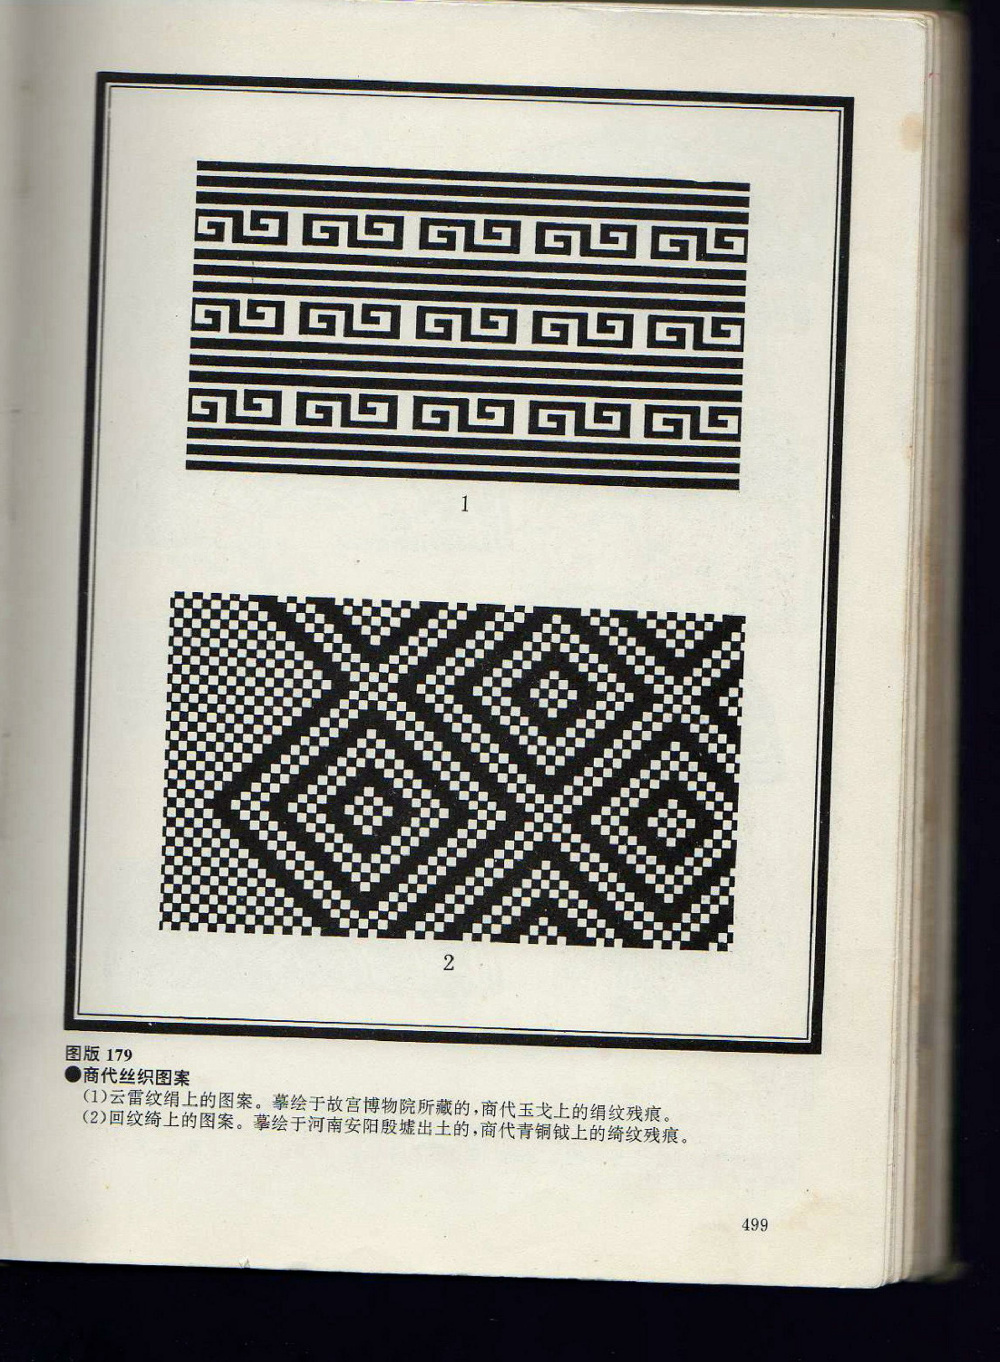 1
2
图版 179
●商代丝织图案
(1)云雷纹绢上的图案。摹绘于故宫博物院所藏的,商代玉戈上的绢纹残痕。
(2)回纹绮上的图案。摹绘于河南安阳殷墟出土的,商代青铜钺上的绮纹残痕。
499